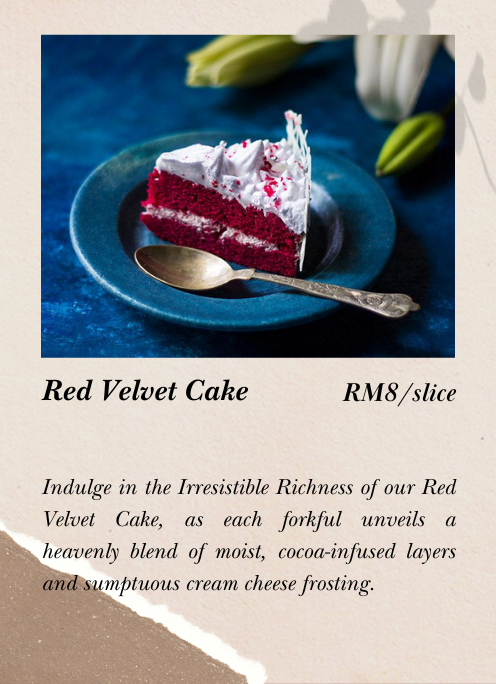 Red Velvet Cake RM8/slice
Indulge in the Irresistible Richness of our Red
Velvet Cake, as each forkful unveils a
heavenly blend of moist, cocoa-infused layers
and sumptuous cream cheese frosting.